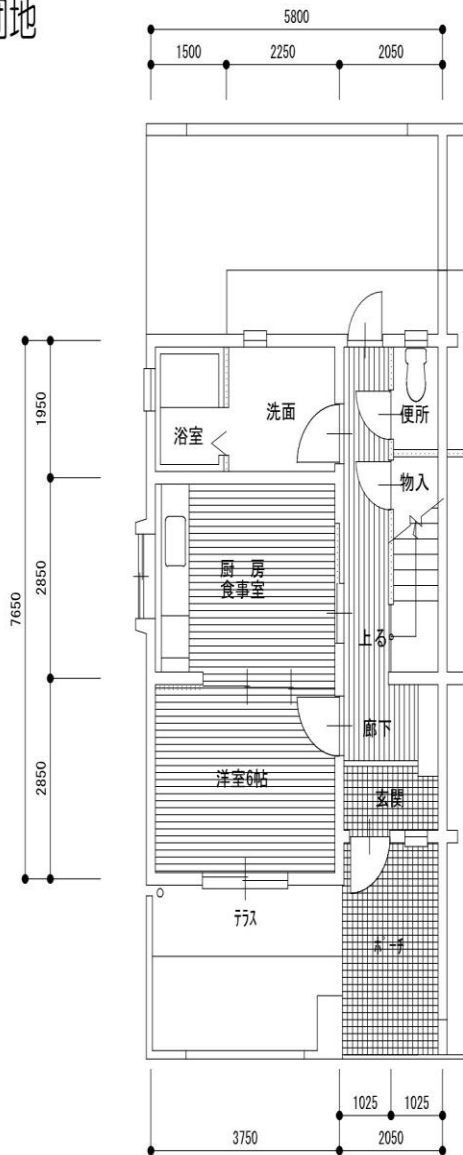 団地
5800
1500
2250
2050
1950
2850
7650
2850
洗面
便所
浴室
物入
厨 房
食事室
上る
廊下
洋室6帖
玄関
テラス
ポーチ
1025
1025
3750
2050